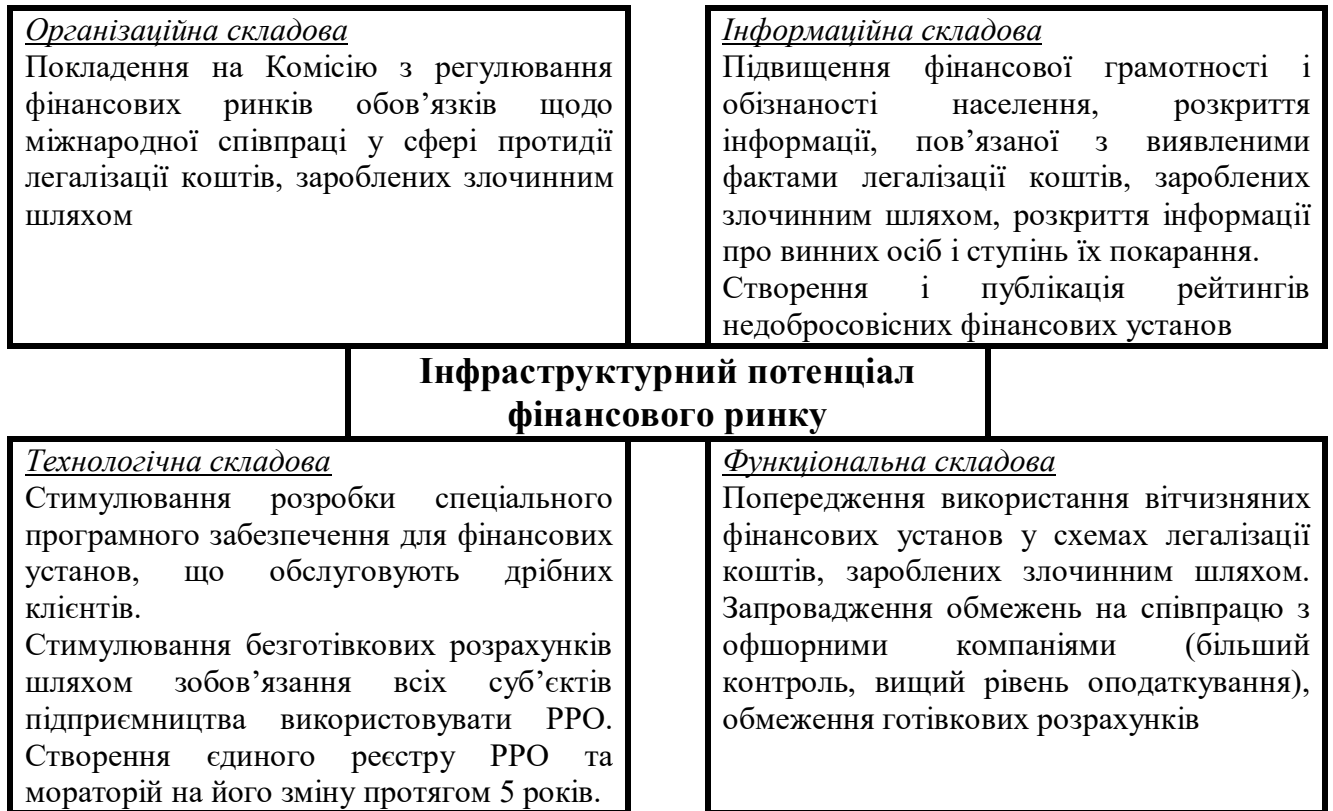 Організаційна складова
Покладення на Комісію з регулювання
фінансових ринків обов’язків щодо
міжнародної співпраці у сфері протидії
легалізації коштів, зароблених злочинним
шляхом
Інформаційна складова
Підвищення фінансової грамотності і
обізнаності населення, розкриття
інформації, пов’язаної з виявленими
фактами легалізації коштів, зароблених
злочинним шляхом, розкриття інформації
про винних осіб і ступінь їх покарання.
Створення і публікація рейтингів
недобросовісних фінансових установ
Інфраструктурний потенціал
фінансового ринку
Технологічна складова
Стимулювання розробки спеціального
програмного забезпечення для фінансових
установ, що обслуговують дрібних
клієнтів.
Стимулювання безготівкових розрахунків
шляхом зобов’язання всіх суб’єктів
підприємництва використовувати РРО.
Створення єдиного реєстру РРО та
мораторій на його зміну протягом 5 років.
Функціональна складова
Попередження використання вітчизняних
фінансових установ у схемах легалізації
коштів, зароблених злочинним шляхом.
Запровадження обмежень на співпрацю з
офшорними компаніями (більший
контроль, вищий рівень оподаткування),
обмеження готівкових розрахунків